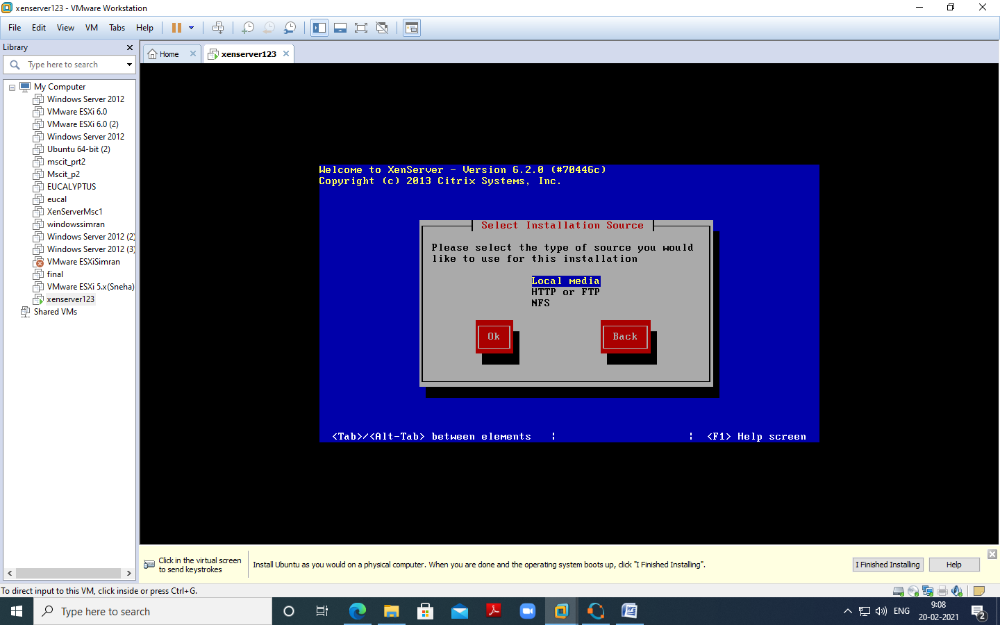 xenserver123 - VMware Workstation
File Edit View VM Tabs Help
Library
Type here to search
My Computer
Windows Server 2012
VMware ESXi 6.0
VMware ESXi 6.0 (2)
Windows Server 2012
Ubuntu 64-bit (2)
mscit_prt2
Mscit_p2
EUCALYPTUS
eucal
XenServerMsc1
windowssimran
Windows Server 2012 (2)
Windows Server 2012 (3)
VMware ESXiSimran
final
VMware ESXi 5.x(Sneha)
xenserver123
Shared VMs
Home xenserver123
Welcome to XenServer - Version 6.2.0 (#70446c)
Copyright (c) 2013 Citrix Systems, Inc.
Select Installation Source
Please select the type of source you would
like to use for this installation
Local media
HTTP or FTP
NFS
Ok Back
<Tab>/<Alt-Tab> between elements ¦ ¦ <F1> Help screen
Click in the virtual screen
to send keystrokes
Install Ubuntu as you would on a physical computer. When you are done and the operating system boots up, click "I Finished Installing".
I Finished Installing Help
To direct input to this VM, click inside or press Ctrl+G.
Type here to search
ENG
9:08
20-02-2021
2